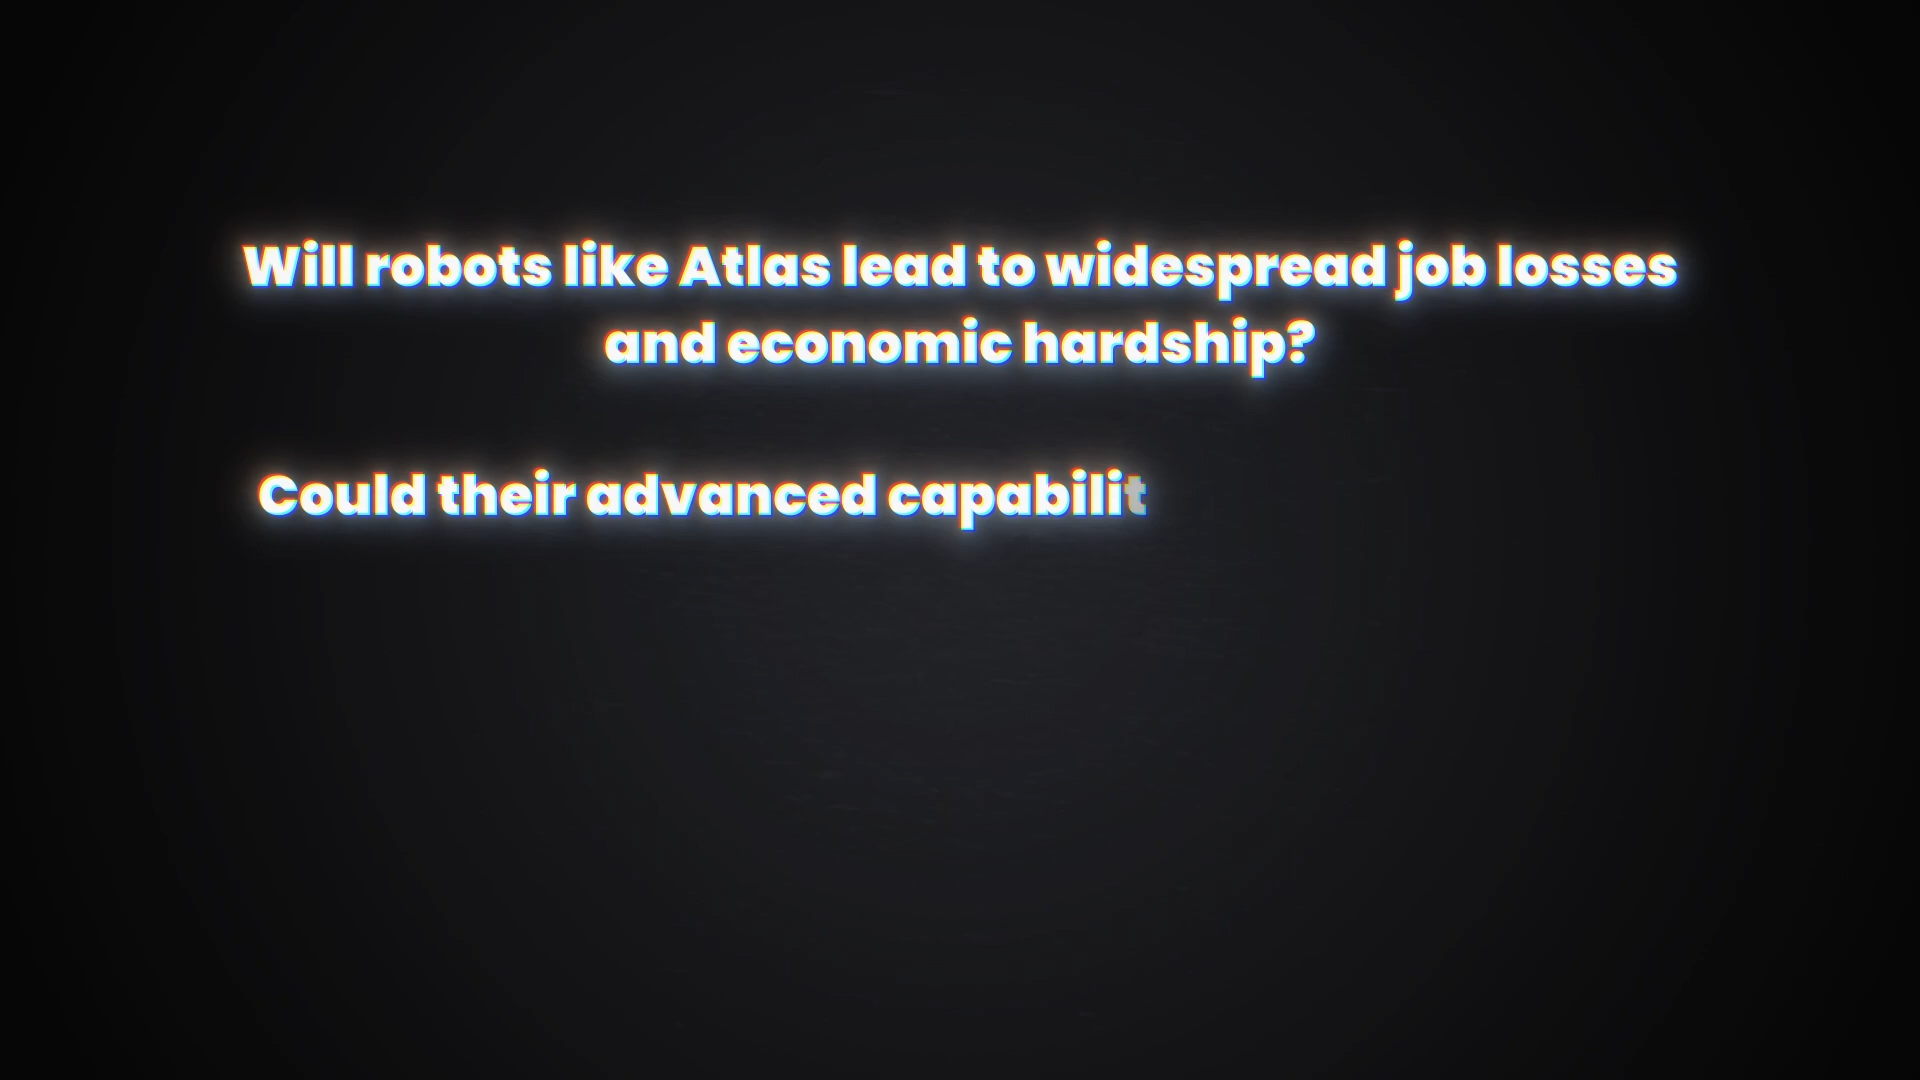 Will robots like Atlas lead to widespread job losses
and economic hardship?
Could their advanced capabilit